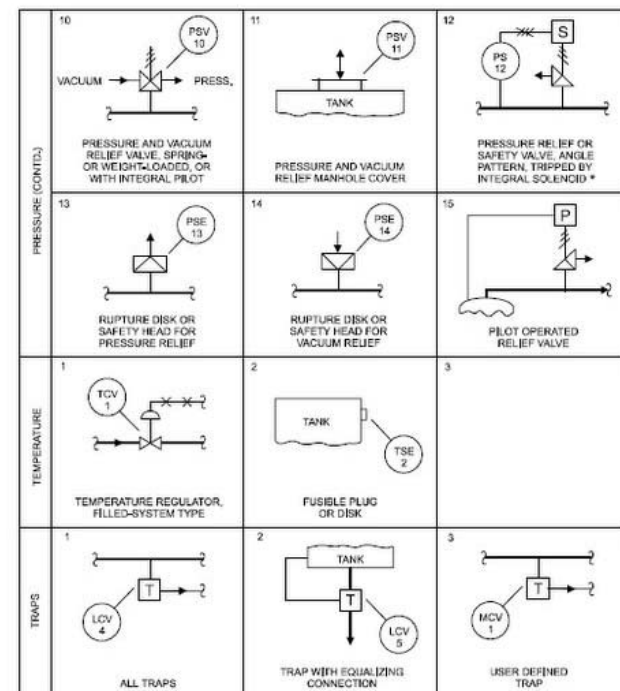 PRESSURE (CONTD.)
10
PSV
10
VACUUM
PRESS.
PRESSURE AND VACUUM
RELIEF VALVE, SPRING-
OR WEIGHT-LOADED, OR
WITH INTEGRAL PILOT
11
PSV
11
TANK
PRESSURE AND VACUUM
RELIEF MANHOLE COVER
12
S
PS
12
PRESSURE RELIEF OR
SAFETY VALVE, ANGLE
PATTERN, TRIPPED BY
INTEGRAL SOLENOID *
13
PSE
13
RUPTURE DISK OR
SAFETY HEAD FOR
PRESSURE RELIEF
14
PSE
14
RUPTURE DISK OR
SAFETY HEAD FOR
VACUUM RELIEF
15
P
PILOT OPERATED
RELIEF VALVE
TEMPERATURE
1
TCV
1
TEMPERATURE REGULATOR,
FILLED-SYSTEM TYPE
2
TANK
TSE
2
FUSIBLE PLUG
OR DISK
3
TRAPS
1
T
LCV
4
ALL TRAPS
2
TANK
T
LCV
5
TRAP WITH EQUALIZING
CONNECTION
3
T
MCV
1
USER DEFINED
TRAP